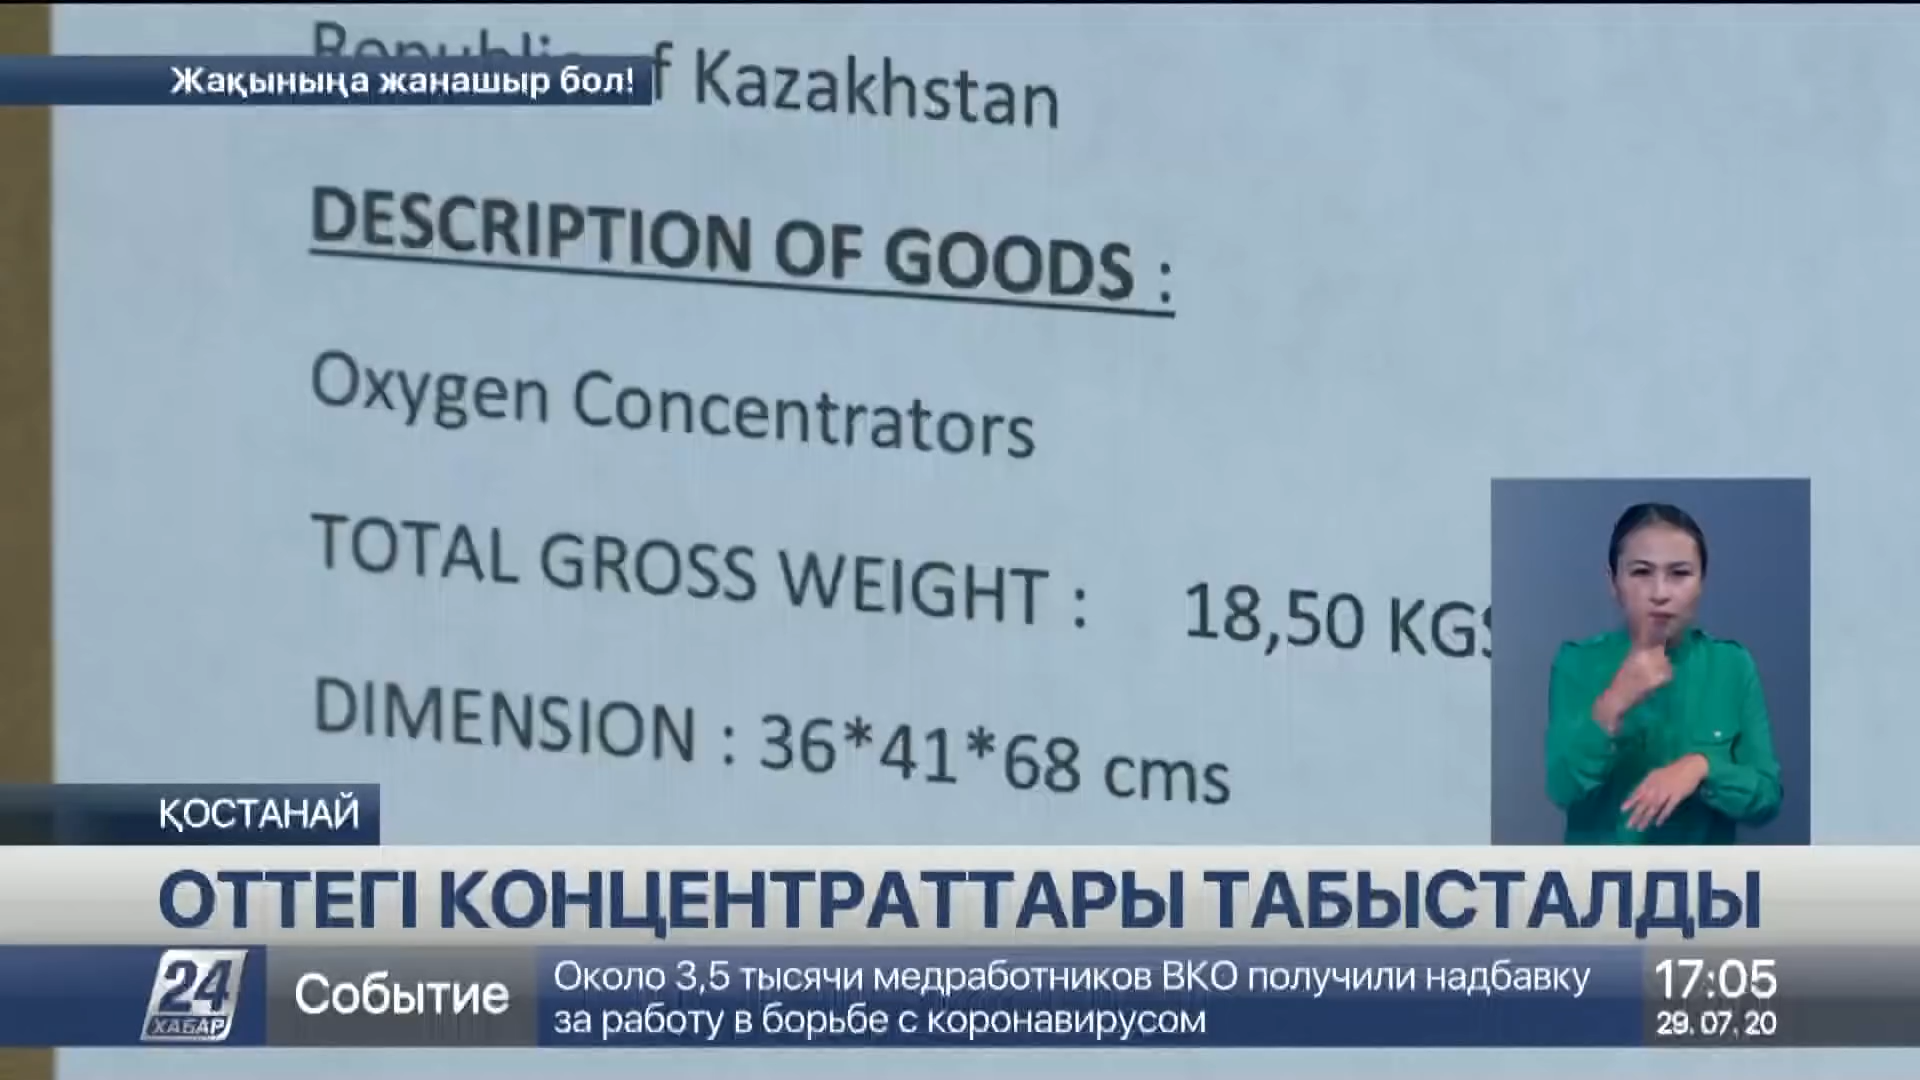 Republic of Kazakhstan
Жақыныңа жанашыр бол!
DESCRIPTION OF GOODS :
Oxygen Concentrators
TOTAL GROSS WEIGHT : 18,50 KGS
DIMENSION : 36*41*68 cms
ҚОСТАНАЙ
ОТТЕГІ КОНЦЕНТРАТТАРЫ ТАБЫСТАЛДЫ
24
ХАБАР
Событие
Около 3,5 тысячи медработников ВКО получили надбавку
за работу в борьбе с коронавирусом
17:05
29.07.20